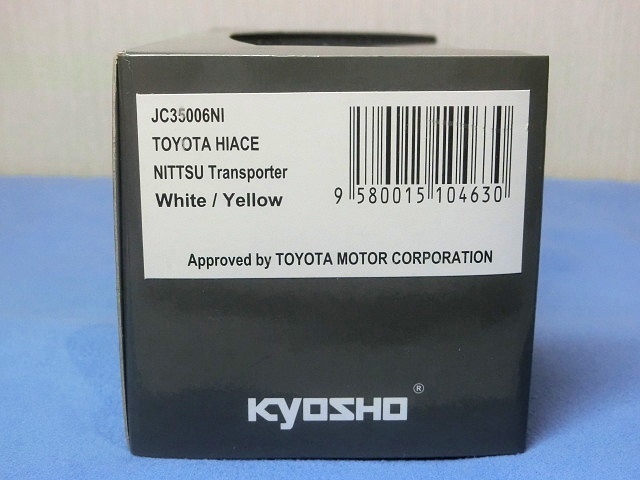 JC35006NI
TOYOTA HIACE
NITTSU Transporter
White / Yellow
9 580015 104630
Approved by TOYOTA MOTOR CORPORATION
KYOSHO®